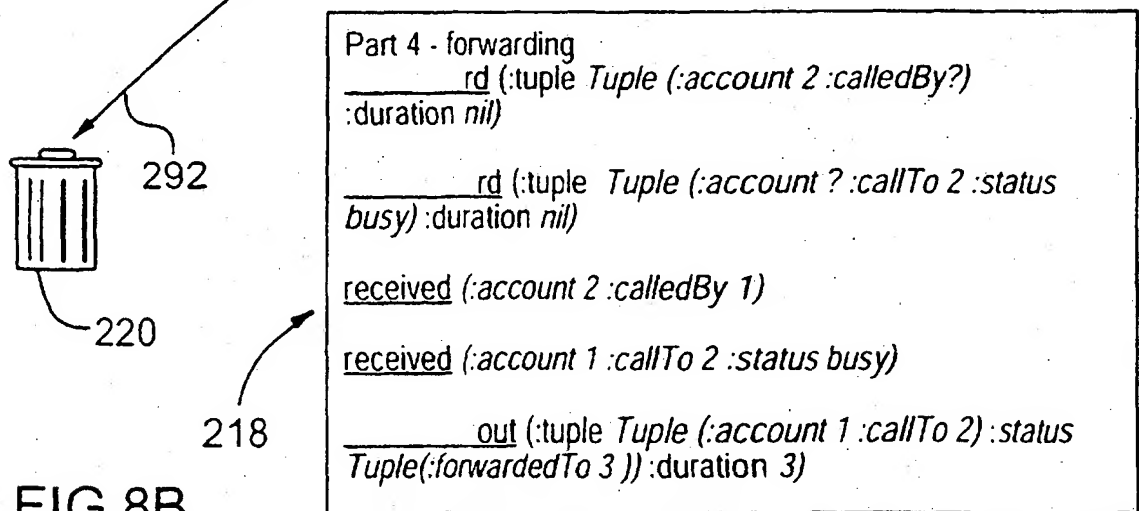 Part 4 - forwarding
rd (:tuple Tuple (:account 2 :calledBy?)
:duration nil)
rd (:tuple Tuple (:account ? :callTo 2 :status
busy) :duration nil)
received (:account 2 :calledBy 1)
received (:account 1 :callTo 2 :status busy)
out (:tuple Tuple (:account 1 :callTo 2) :status
Tuple(:forwardedTo 3 )) :duration 3)
292
220
218
FIG 8B